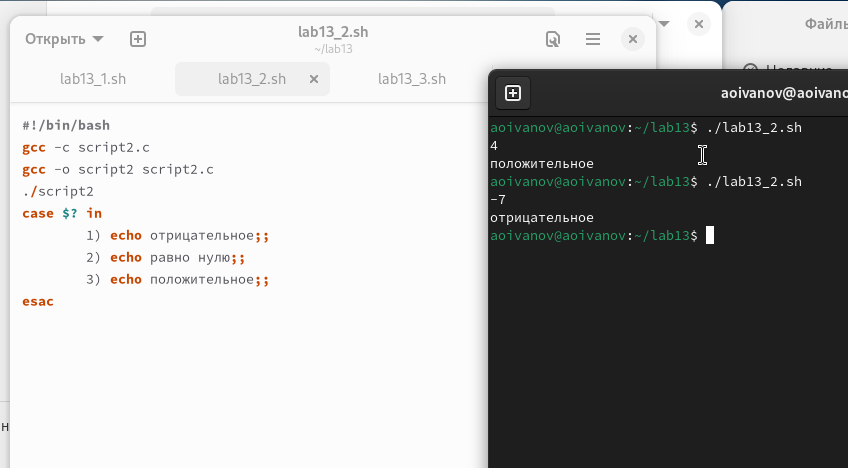 Открыть
lab13_2.sh
~/lab13
lab13_1.sh
lab13_2.sh
lab13_3.sh
#!/bin/bash
gcc -c script2.c
gcc -o script2 script2.c
./script2
case $? in
1) echo отрицательное;;
2) echo равно нулю;;
3) echo положительное;;
esac
aoivanov@aoivano
aoivanov@aoivanov:~/lab13$ ./lab13_2.sh
4
положительное
aoivanov@aoivanov:~/lab13$ ./lab13_2.sh
-7
отрицательное
aoivanov@aoivanov:~/lab13$
Файль
н